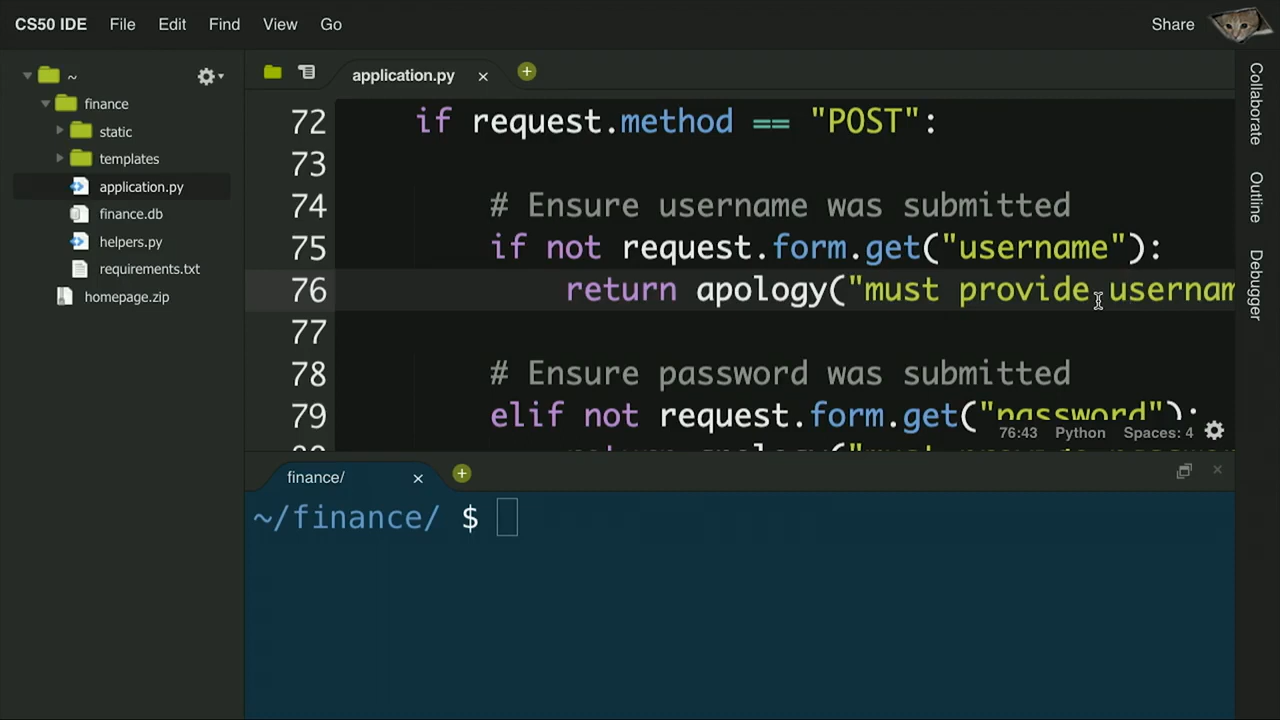 CS50 IDE File Edit Find View Go Share
~
finance
static
templates
application.py
finance.db
helpers.py
requirements.txt
homepage.zip
application.py
72 if request.method == "POST":
73
74 # Ensure username was submitted
75 if not request.form.get("username"):
76 return apology("must provide usernam
77
78 # Ensure password was submitted
79 elif not request.form.get("password"):
76:43 Python Spaces: 4
finance/
~/finance/ $
Collaborate
Outline
Debugger